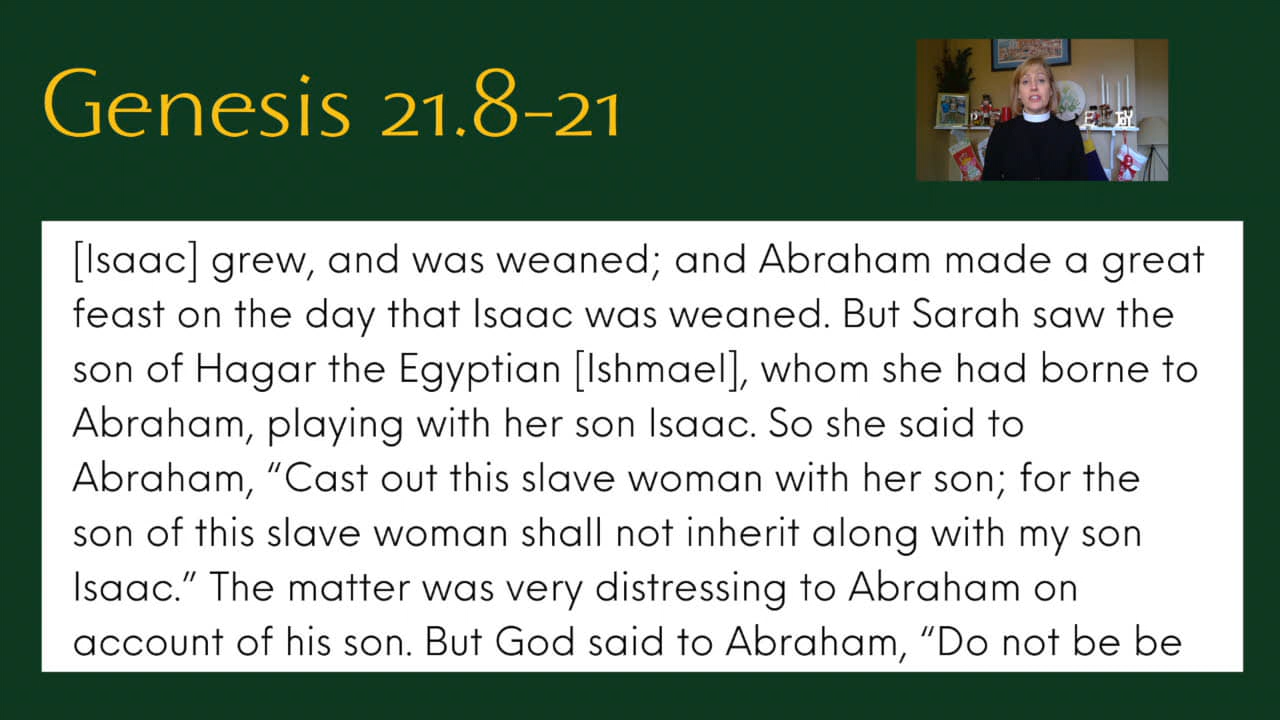 Genesis 21.8-21
[Isaac] grew, and was weaned; and Abraham made a great
feast on the day that Isaac was weaned. But Sarah saw the
son of Hagar the Egyptian [Ishmael], whom she had borne to
Abraham, playing with her son Isaac. So she said to
Abraham, “Cast out this slave woman with her son; for the
son of this slave woman shall not inherit along with my son
Isaac.” The matter was very distressing to Abraham on
account of his son. But God said to Abraham, “Do not be be